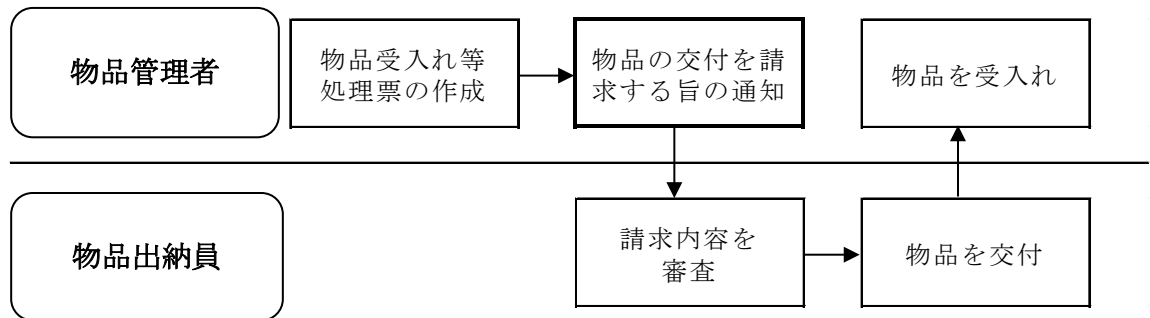 物品管理者
物品受入れ等
処理票の作成
物品の交付を請
求する旨の通知
物品を受入れ
物品出納員
請求内容を
審査
物品を交付